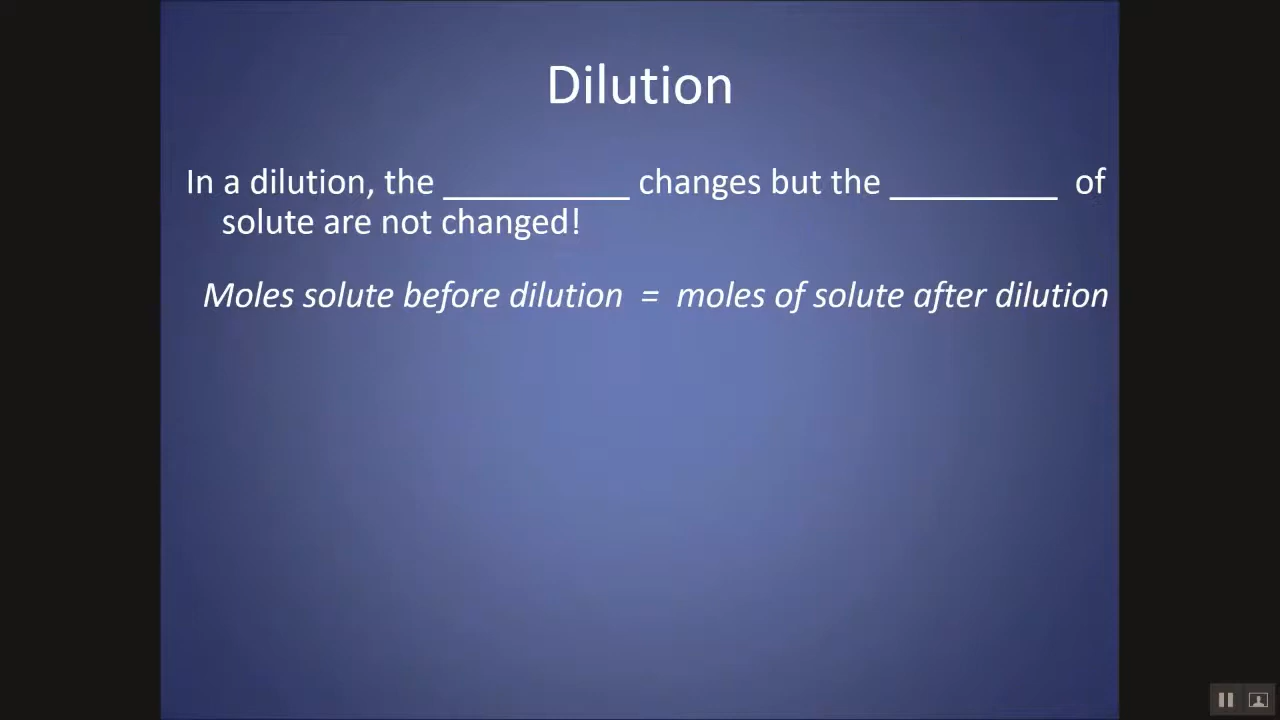 Dilution
In a dilution, the __________ changes but the _________ of
solute are not changed!
Moles solute before dilution = moles of solute after dilution